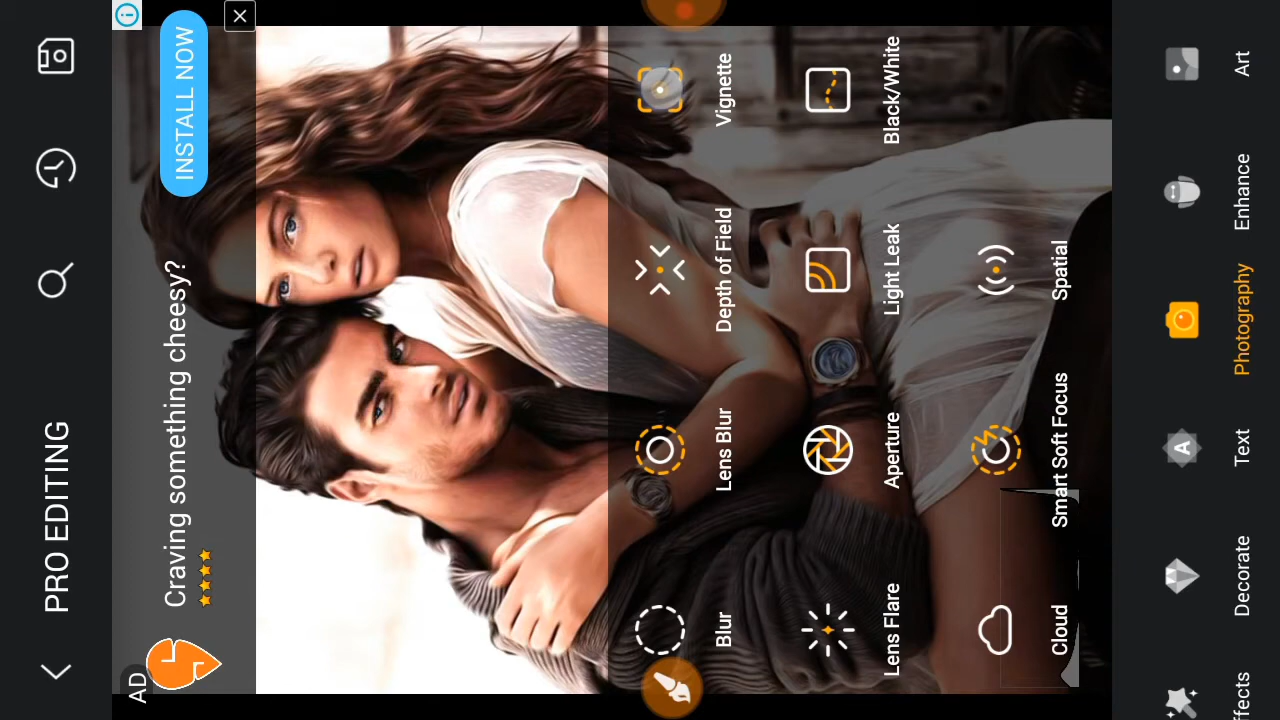 PRO EDITING
AD
Craving something cheesy?
INSTALL NOW
Blur
Lens Blur
Depth of Field
Vignette
Lens Flare
Aperture
Light Leak
Black/White
Cloud
Smart Soft Focus
Spatial
ffects
Decorate
A
Text
Photography
Enhance
Art